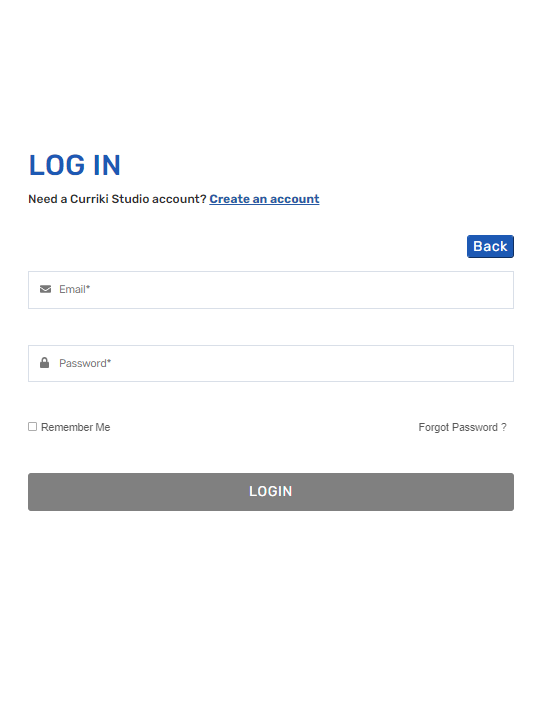 LOG IN
Need a Curriki Studio account? Create an account
Back
Email*
Password*
Remember Me
Forgot Password ?
LOGIN